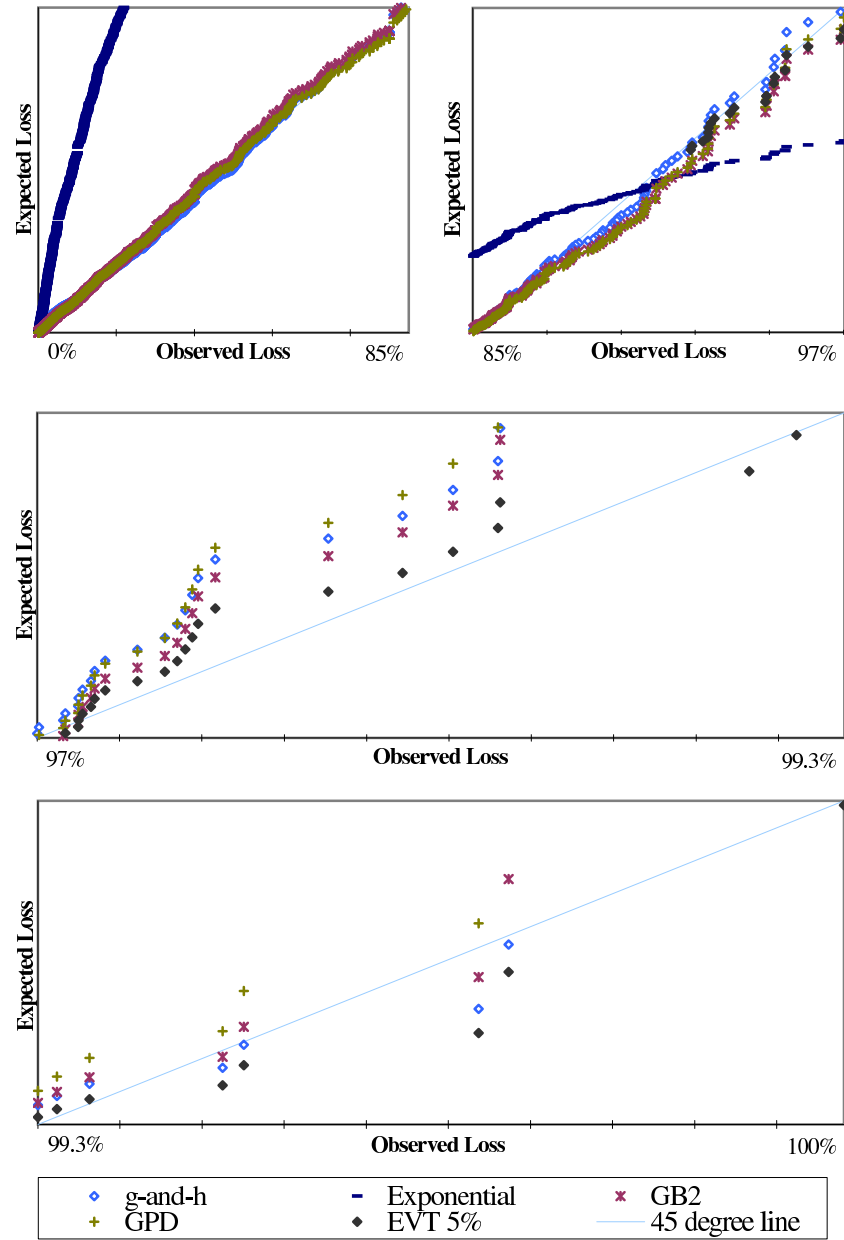 Expected Loss
Expected Loss
0%
Observed Loss
85%
85%
Observed Loss
97%
Expected Loss
97%
Observed Loss
99.3%
Expected Loss
99.3%
Observed Loss
100%
g-and-h
Exponential
GB2
GPD
EVT 5%
45 degree line